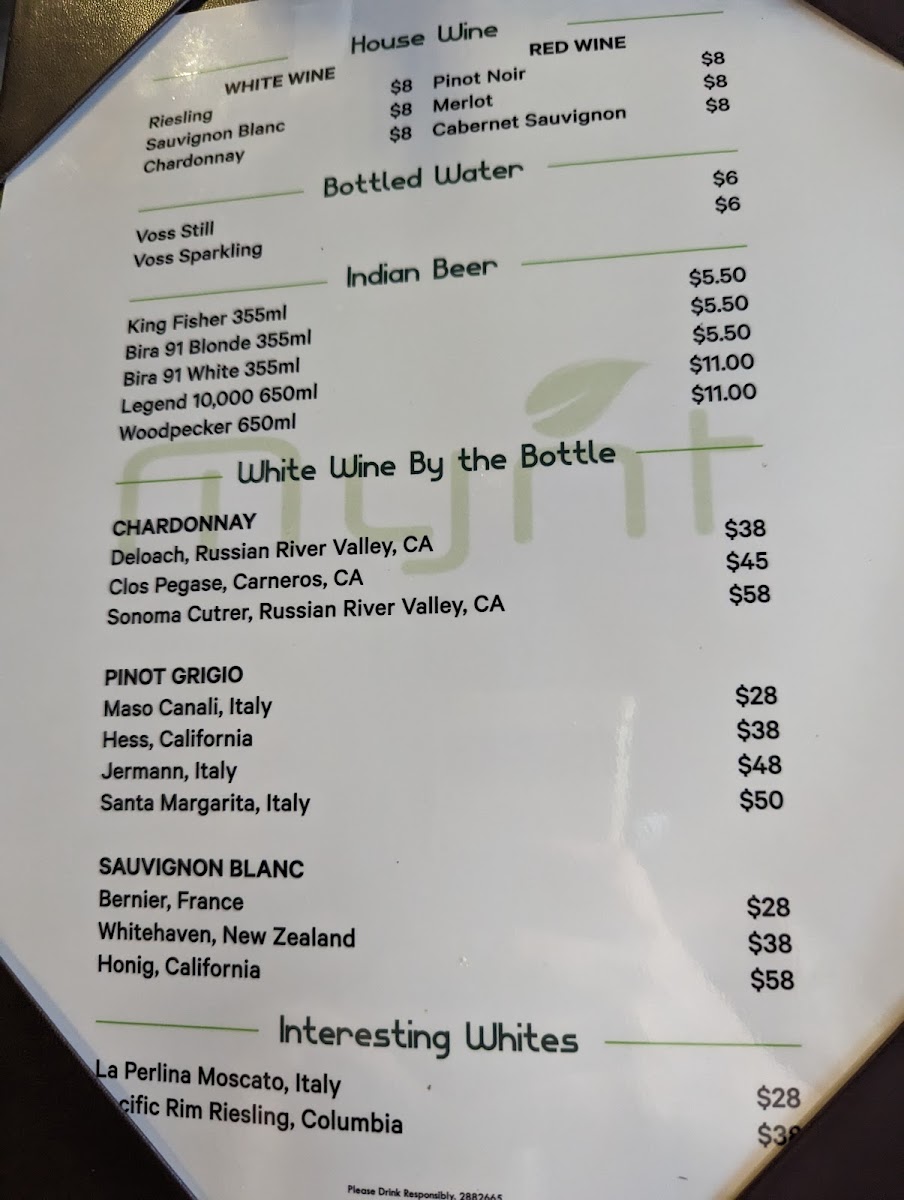 House Wine
WHITE WINE
Riesling $8
Sauvignon Blanc $8
Chardonnay $8
RED WINE
Pinot Noir $8
Merlot $8
Cabernet Sauvignon $8
Bottled Water
Voss Still $6
Voss Sparkling $6
Indian Beer
King Fisher 355ml $5.50
Bira 91 Blonde 355ml $5.50
Bira 91 White 355ml $5.50
Legend 10,000 650ml $11.00
Woodpecker 650ml $11.00
mynt
White Wine By the Bottle
CHARDONNAY
Deloach, Russian River Valley, CA $38
Clos Pegase, Carneros, CA $45
Sonoma Cutrer, Russian River Valley, CA $58
PINOT GRIGIO
Maso Canali, Italy $28
Hess, California $38
Jermann, Italy $48
Santa Margarita, Italy $50
SAUVIGNON BLANC
Bernier, France $28
Whitehaven, New Zealand $38
Honig, California $58
Interesting Whites
La Perlina Moscato, Italy $28
cific Rim Riesling, Columbia $38
Please Drink Responsibly. 2882665